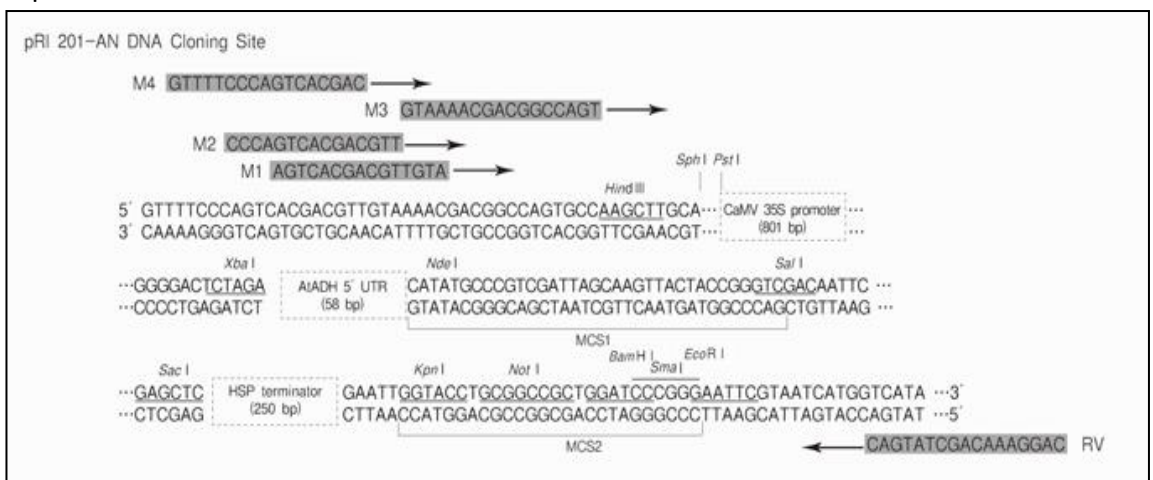 pRI 201-AN DNA Cloning Site
M4 GTTTTCCCAGTCACGAC
M3 GTAAAACGACGGCCAGT
M2 CCCAGTCACGACGTT
M1 AGTCACGACGTTGTA
Sph I Pst I
Hind III
5´ GTTTTCCCAGTCACGACGTTGTAAAACGACGGCCAGTGCCAAGCTTGCA··· CaMV 35S promoter ···
3´ CAAAAGGGTCAGTGCTGCAACATTTTGCTGCCGGTCACGGTTCGAACGT··· (801 bp) ···
Xba I Nde I Sal I
···GGGGACTCTAGA AtADH 5´ UTR CATATGCCCGTCGATTAGCAAGTTACTACCGGGTCGACAATTC ···
···CCCCTGAGATCT (58 bp) GTATACGGGCAGCTAATCGTTCAATGATGGCCCAGCTGTTAAG ···
MCS1
BamH I EcoR I
Sac I Kpn I Not I Sma I
···GAGCTC HSP terminator GAATTGGTACCTGCGGCCGCTGGATCCCGGGAATTCGTAATCATGGTCATA ···3´
···CTCGAG (250 bp) CTTAACCATGGACGCCGGCGACCTAGGGCCCTTAAGCATTAGTACCAGTAT ···5´
MCS2
CAGTATCGACAAAGGAC RV